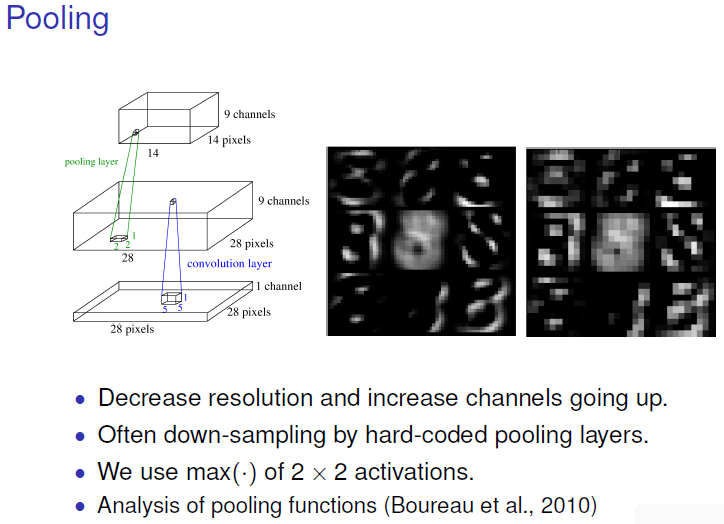 Pooling
9 channels
14 pixels
14
pooling layer
9 channels
1
2 2
28
28 pixels
convolution layer
1 channel
1
5 5
28 pixels
28 pixels
• Decrease resolution and increase channels going up.
• Often down-sampling by hard-coded pooling layers.
• We use max(·) of 2 × 2 activations.
• Analysis of pooling functions (Boureau et al., 2010)